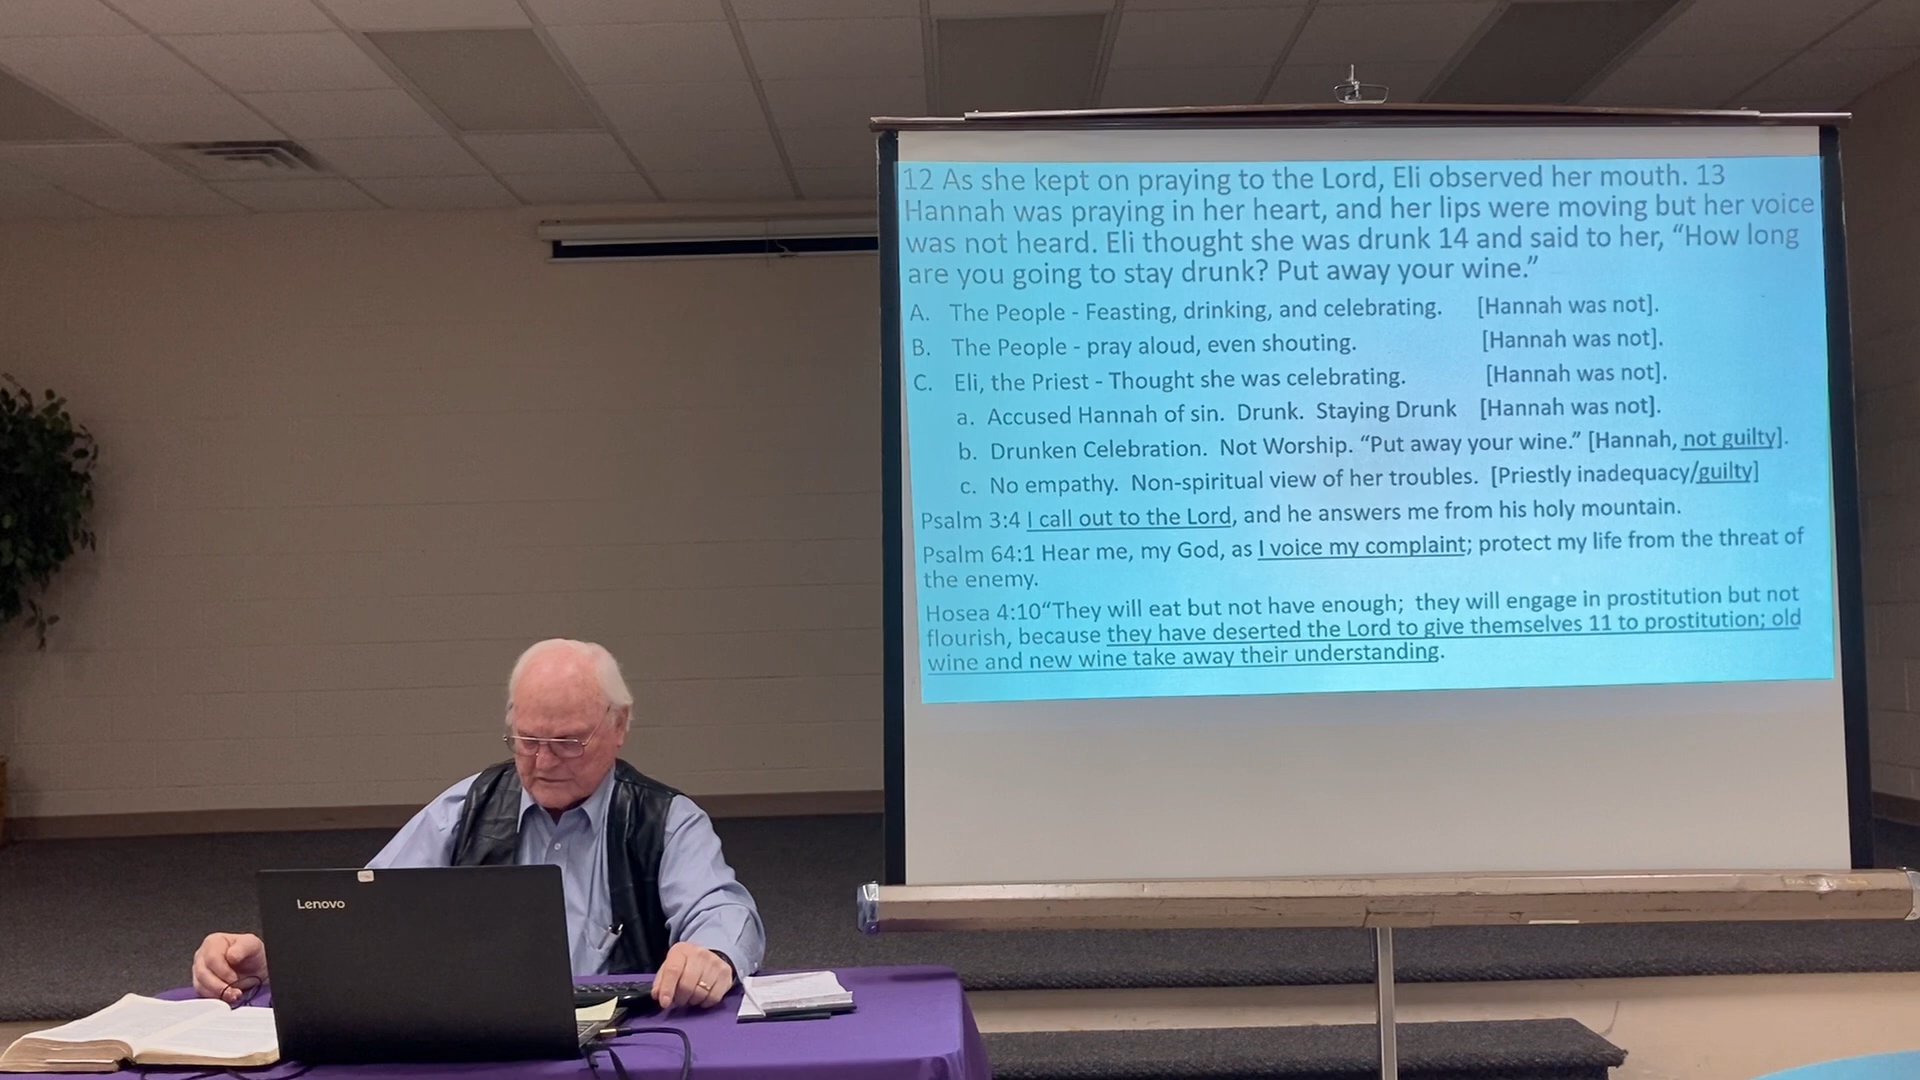 12 As she kept on praying to the Lord, Eli observed her mouth. 13
Hannah was praying in her heart, and her lips were moving but her voice
was not heard. Eli thought she was drunk 14 and said to her, “How long
are you going to stay drunk? Put away your wine.”
A. The People - Feasting, drinking, and celebrating. [Hannah was not].
B. The People - pray aloud, even shouting. [Hannah was not].
C. Eli, the Priest - Thought she was celebrating. [Hannah was not].
a. Accused Hannah of sin. Drunk. Staying Drunk [Hannah was not].
b. Drunken Celebration. Not Worship. “Put away your wine.” [Hannah, not guilty].
c. No empathy. Non-spiritual view of her troubles. [Priestly inadequacy/guilty]
Psalm 3:4 I call out to the Lord, and he answers me from his holy mountain.
Psalm 64:1 Hear me, my God, as I voice my complaint; protect my life from the threat of
the enemy.
Hosea 4:10“They will eat but not have enough; they will engage in prostitution but not
flourish, because they have deserted the Lord to give themselves 11 to prostitution; old
wine and new wine take away their understanding.
Lenovo